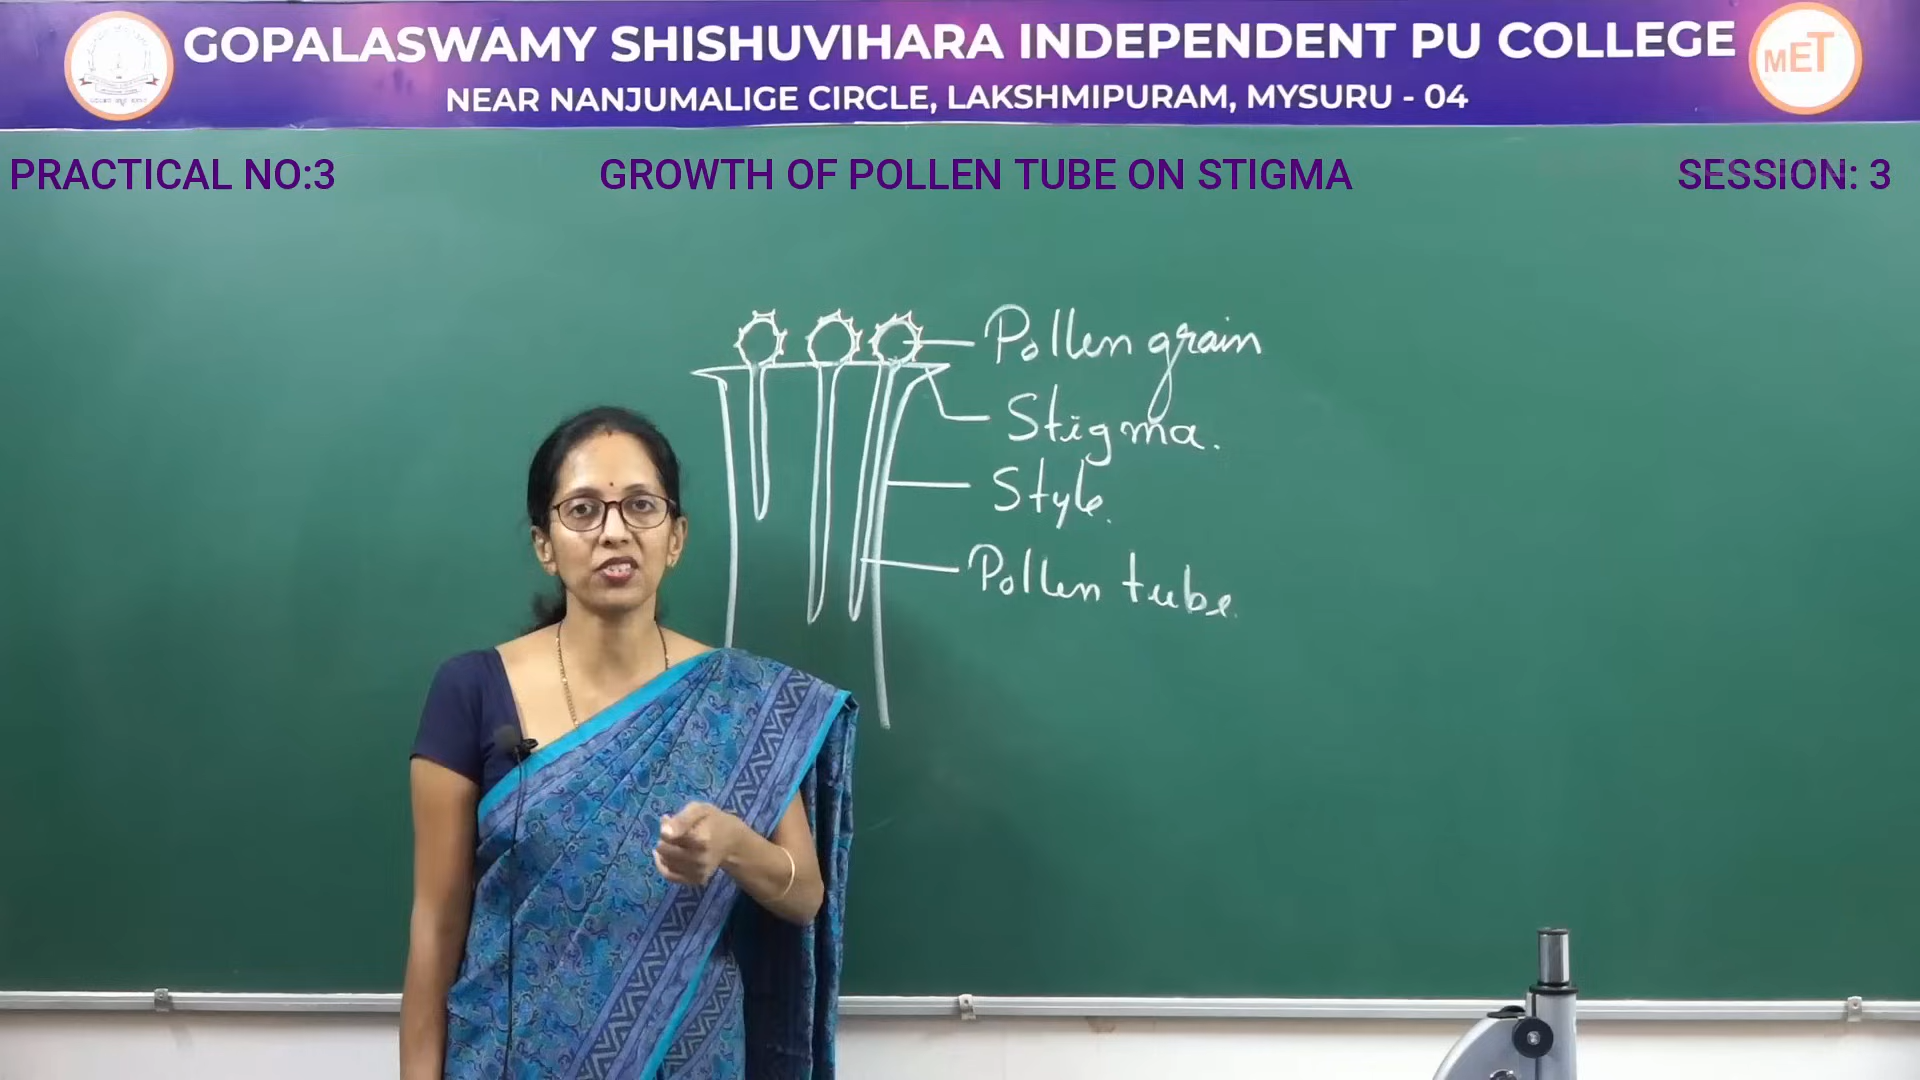 GOPALASWAMY SHISHUVIHARA INDEPENDENT PU COLLEGE
NEAR NANJUMALIGE CIRCLE, LAKSHMIPURAM, MYSURU - 04
MET
PRACTICAL NO:3
GROWTH OF POLLEN TUBE ON STIGMA
SESSION: 3
Pollen grain
Stigma.
Style.
Pollen tube.